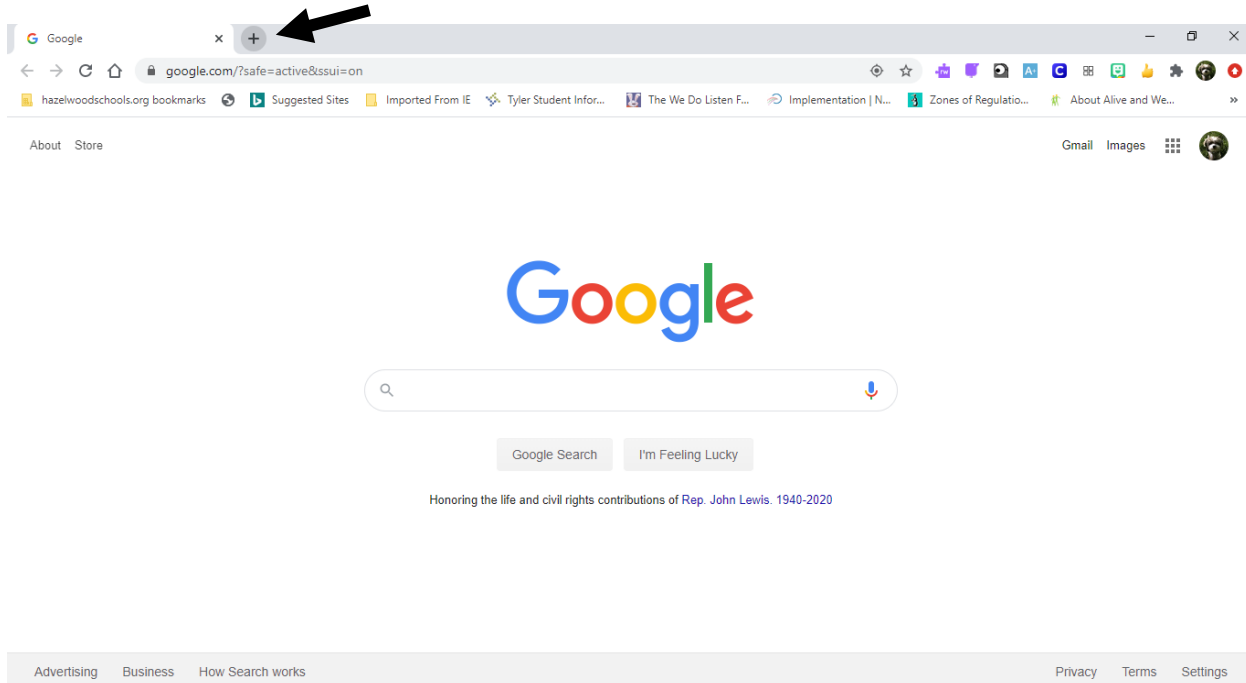 Google
google.com/?safe=active&ssui=on
hazelwoodschools.org bookmarks Suggested Sites Imported From IE Tyler Student Infor... The We Do Listen F... Implementation | N... Zones of Regulatio... About Alive and We... »
About Store Gmail Images
Google
Google Search I'm Feeling Lucky
Honoring the life and civil rights contributions of Rep. John Lewis. 1940-2020
Advertising Business How Search works Privacy Terms Settings